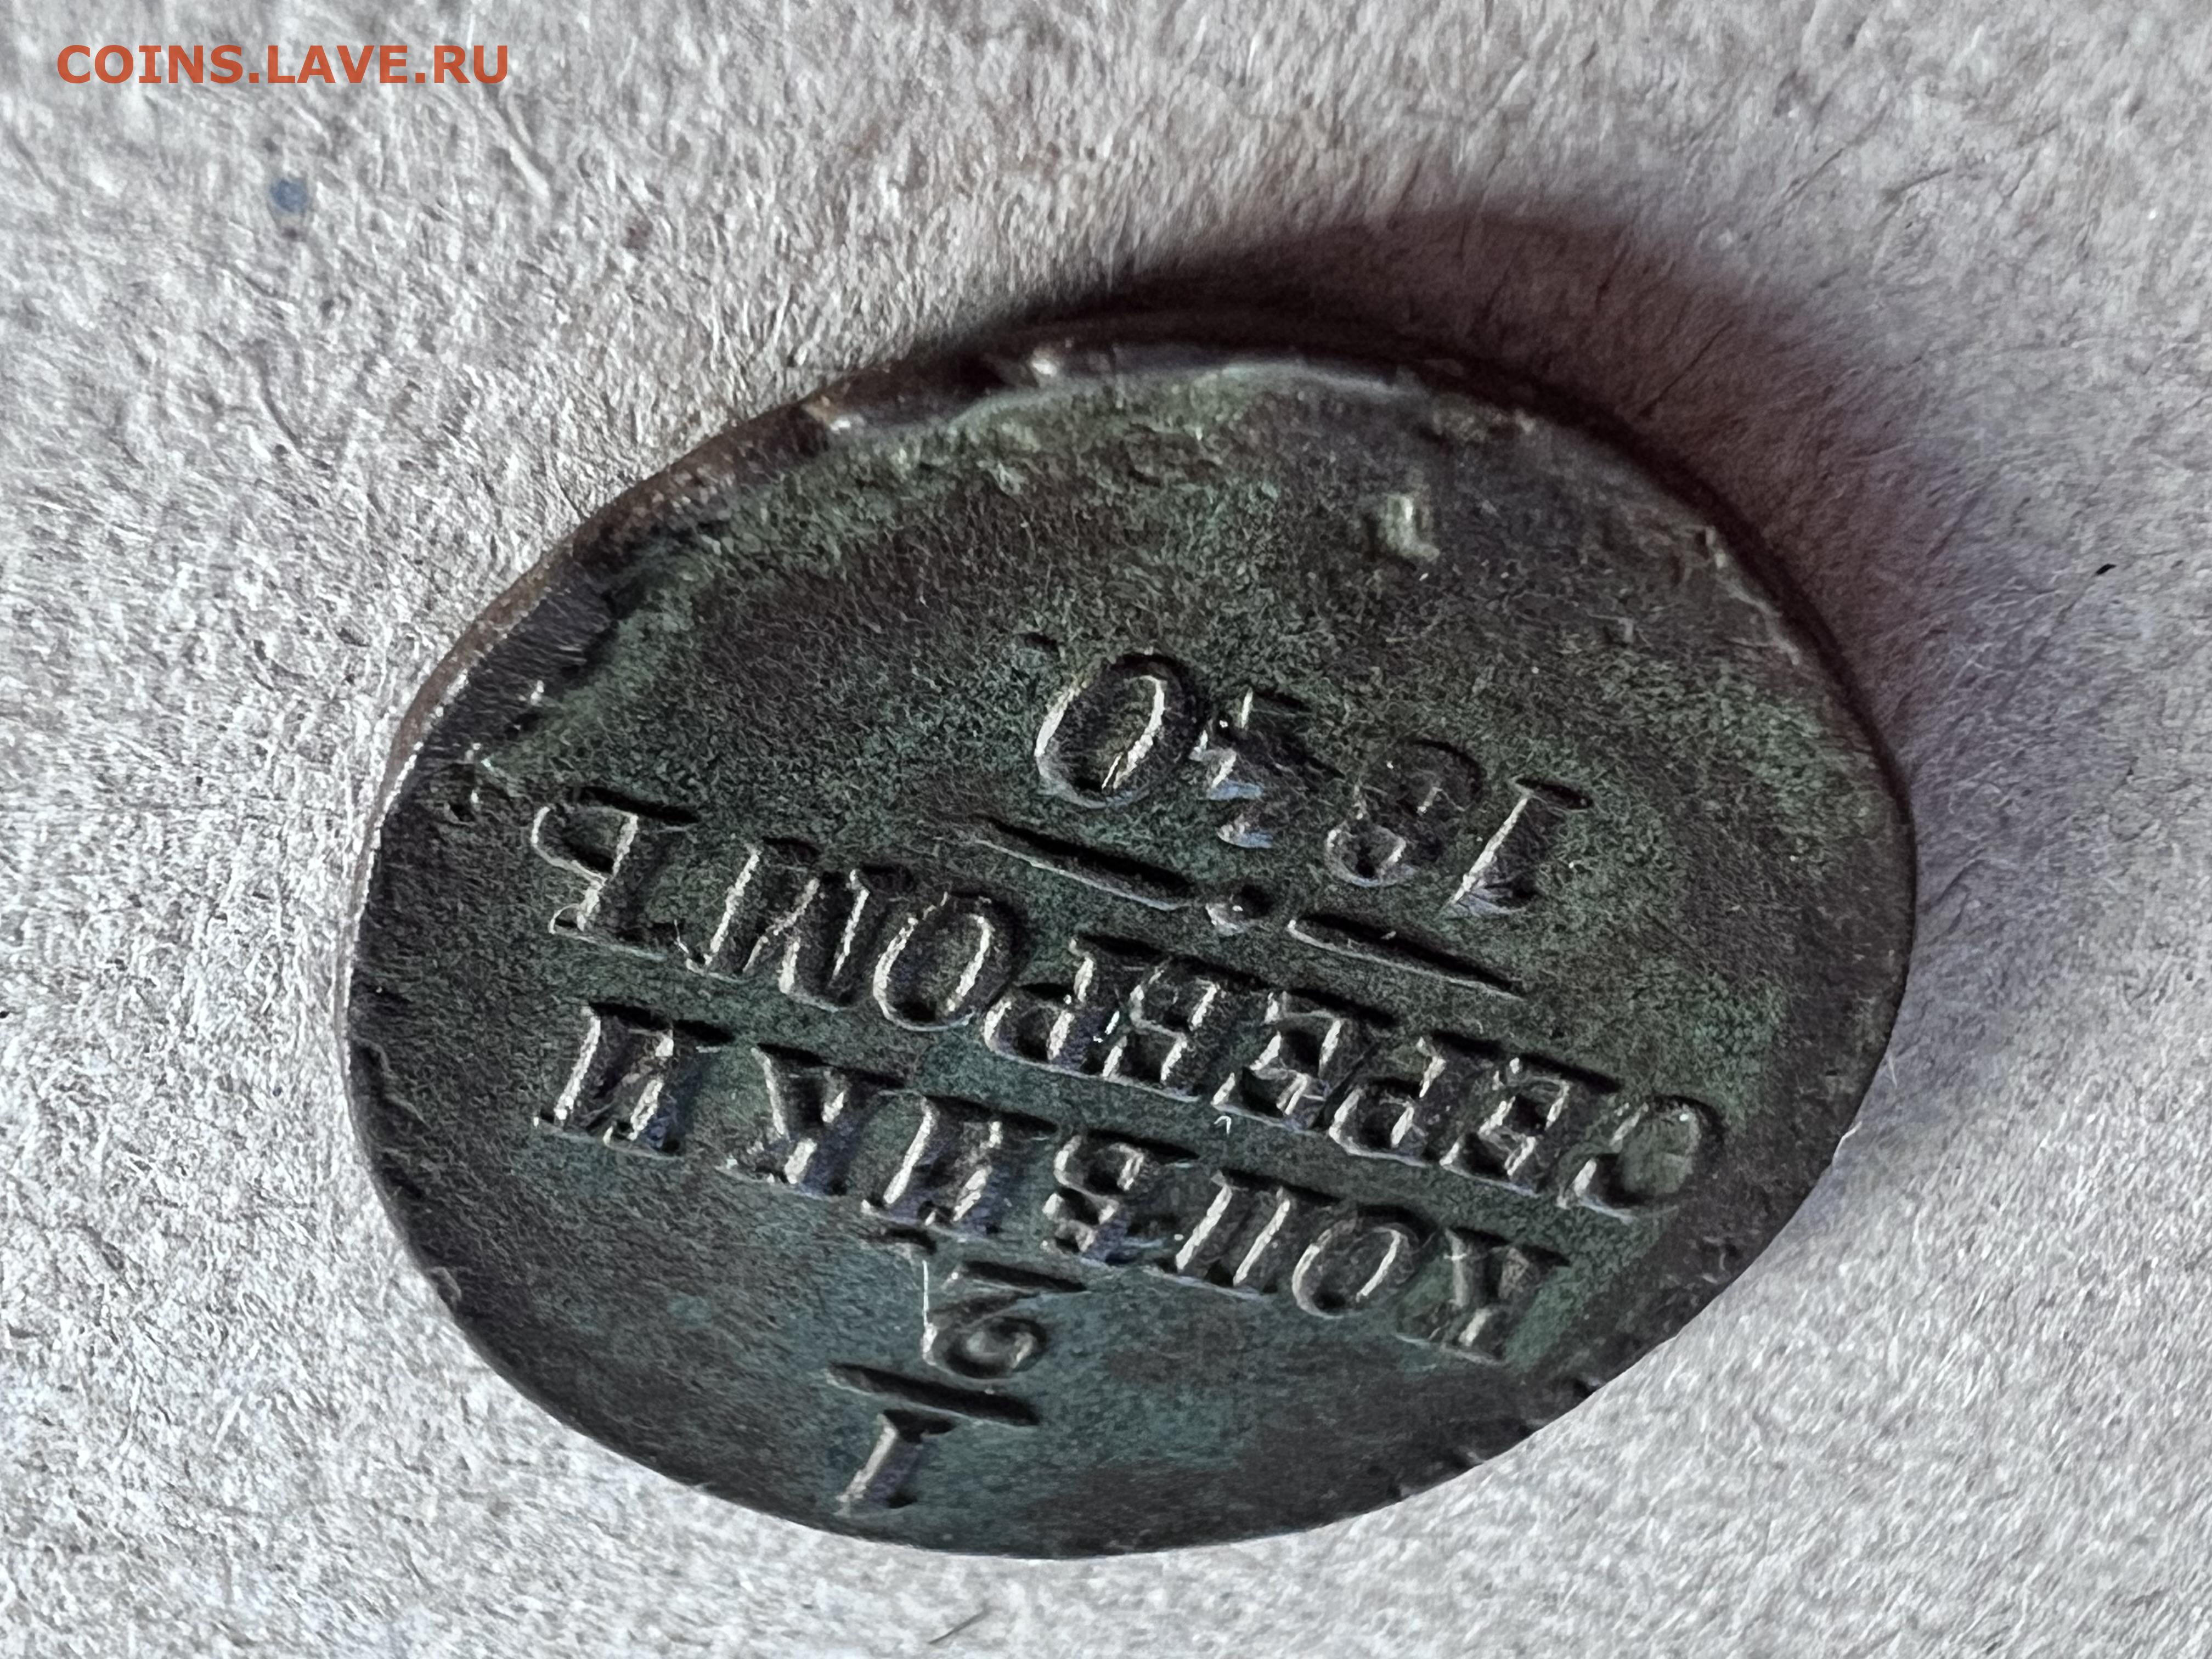 COINS.LAVE.RU
1
2
КОПѢЙКИ
СЕРЕБРОМЪ
1840.